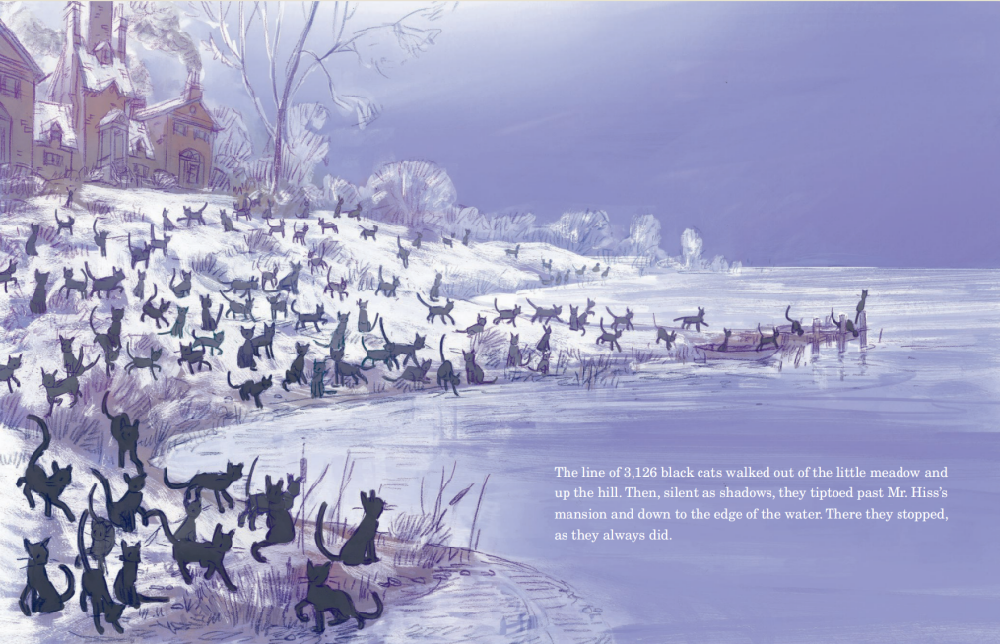 The line of 3,126 black cats walked out of the little meadow and
up the hill. Then, silent as shadows, they tiptoed past Mr. Hiss’s
mansion and down to the edge of the water. There they stopped,
as they always did.